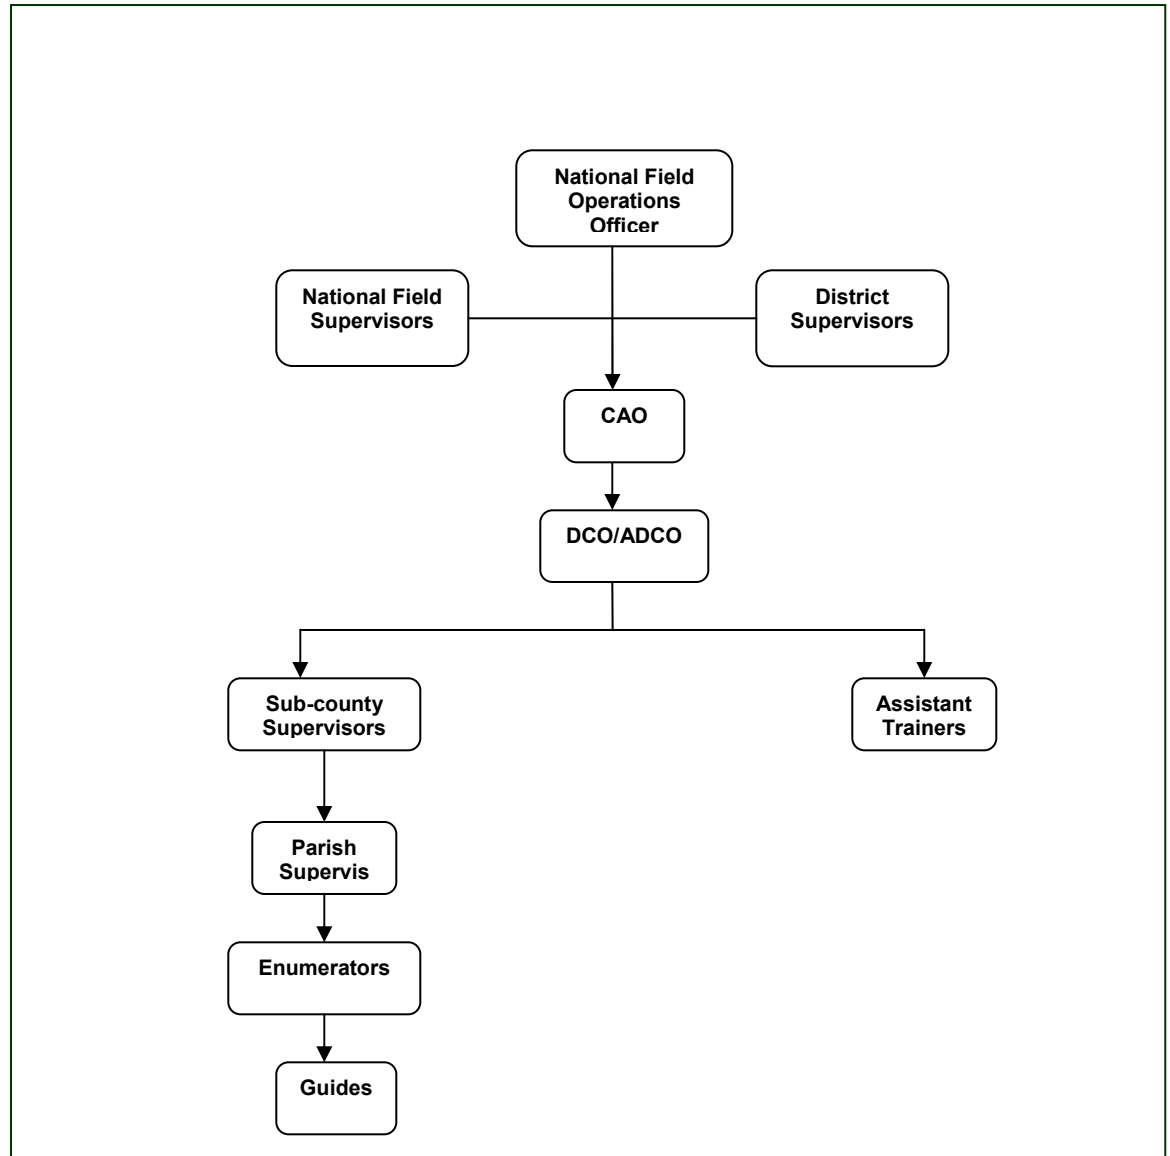 National Field
Operations
Officer
National Field
Supervisors
District
Supervisors
CAO
DCO/ADCO
Sub-county
Supervisors
Assistant
Trainers
Parish
Supervis
Enumerators
Guides